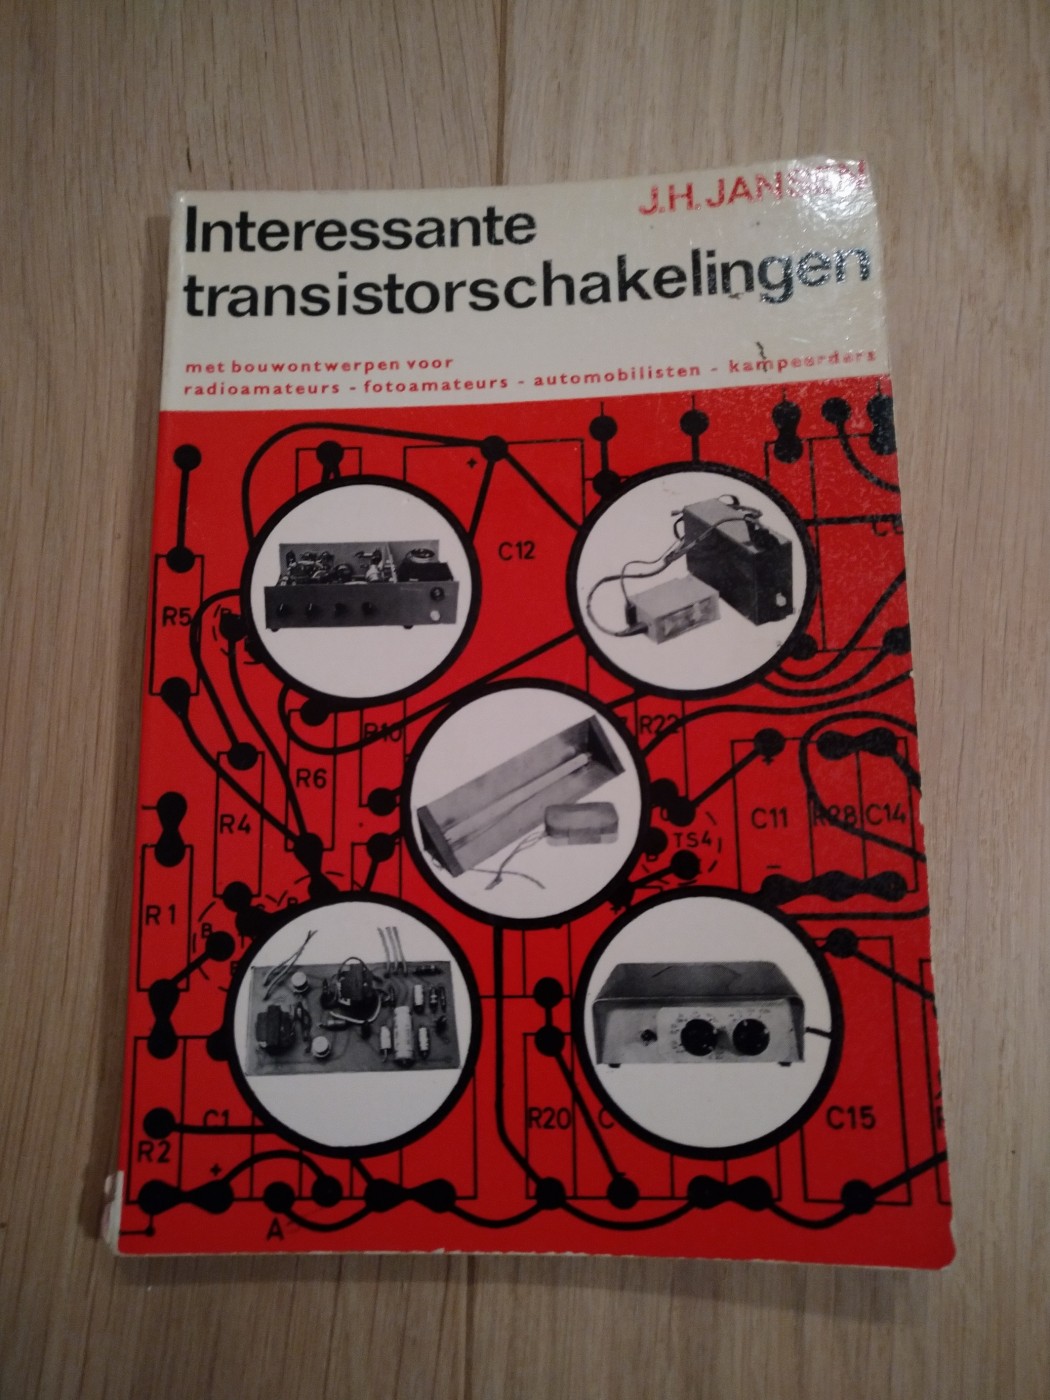 J.H. JANSEN
Interessante
transistorschakelingen
met bouwontwerpen voor
radioamateurs - fotoamateurs - automobilisten - kampeerders
C12
R5
R10
R22
R6
R4
C11
R28
C14
TS4
R1
B
B
C1
R20
C
C15
R2
+
A